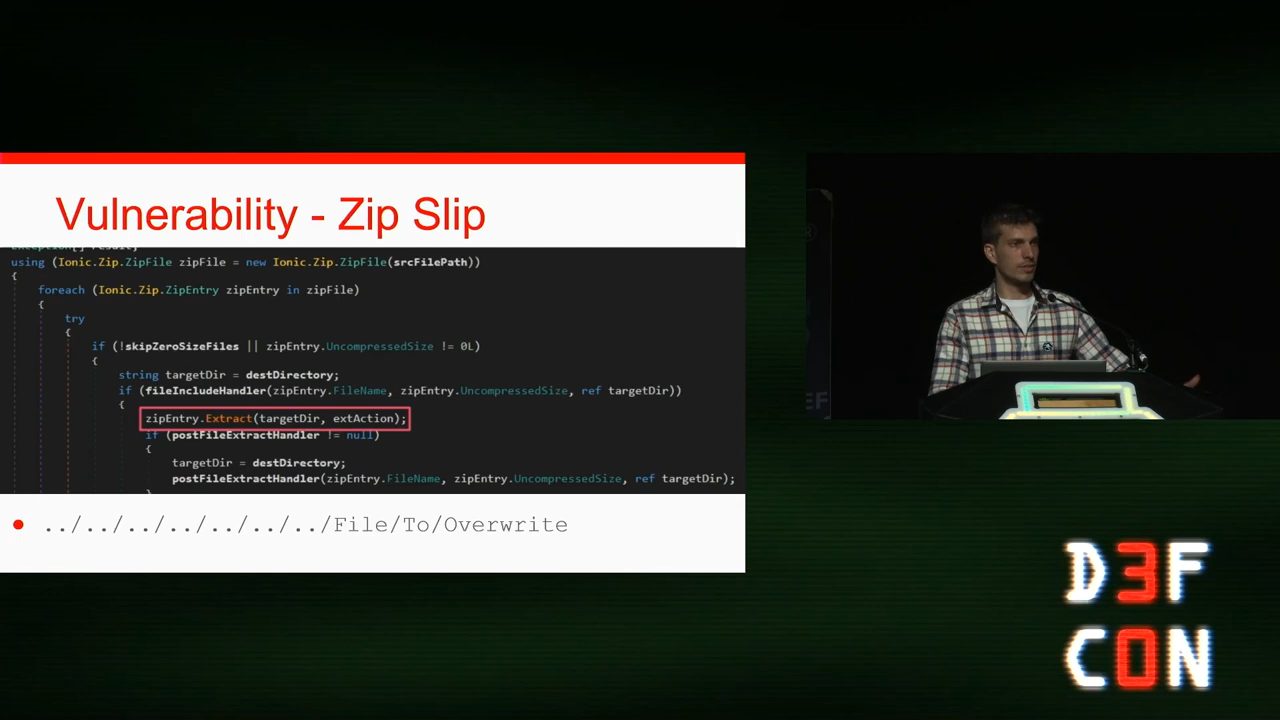 Vulnerability - Zip Slip
using (Ionic.Zip.ZipFile zipFile = new Ionic.Zip.ZipFile(srcFilePath))
{
foreach (Ionic.Zip.ZipEntry zipEntry in zipFile)
{
try
{
if (!skipZeroSizeFiles || zipEntry.UncompressedSize != 0L)
{
string targetDir = destDirectory;
if (fileIncludeHandler(zipEntry.FileName, zipEntry.UncompressedSize, ref targetDir))
{
zipEntry.Extract(targetDir, extAction);
if (postFileExtractHandler != null)
{
targetDir = destDirectory;
postFileExtractHandler(zipEntry.FileName, zipEntry.UncompressedSize, ref targetDir);
../../../../../../../File/To/Overwrite
D3F
C0N